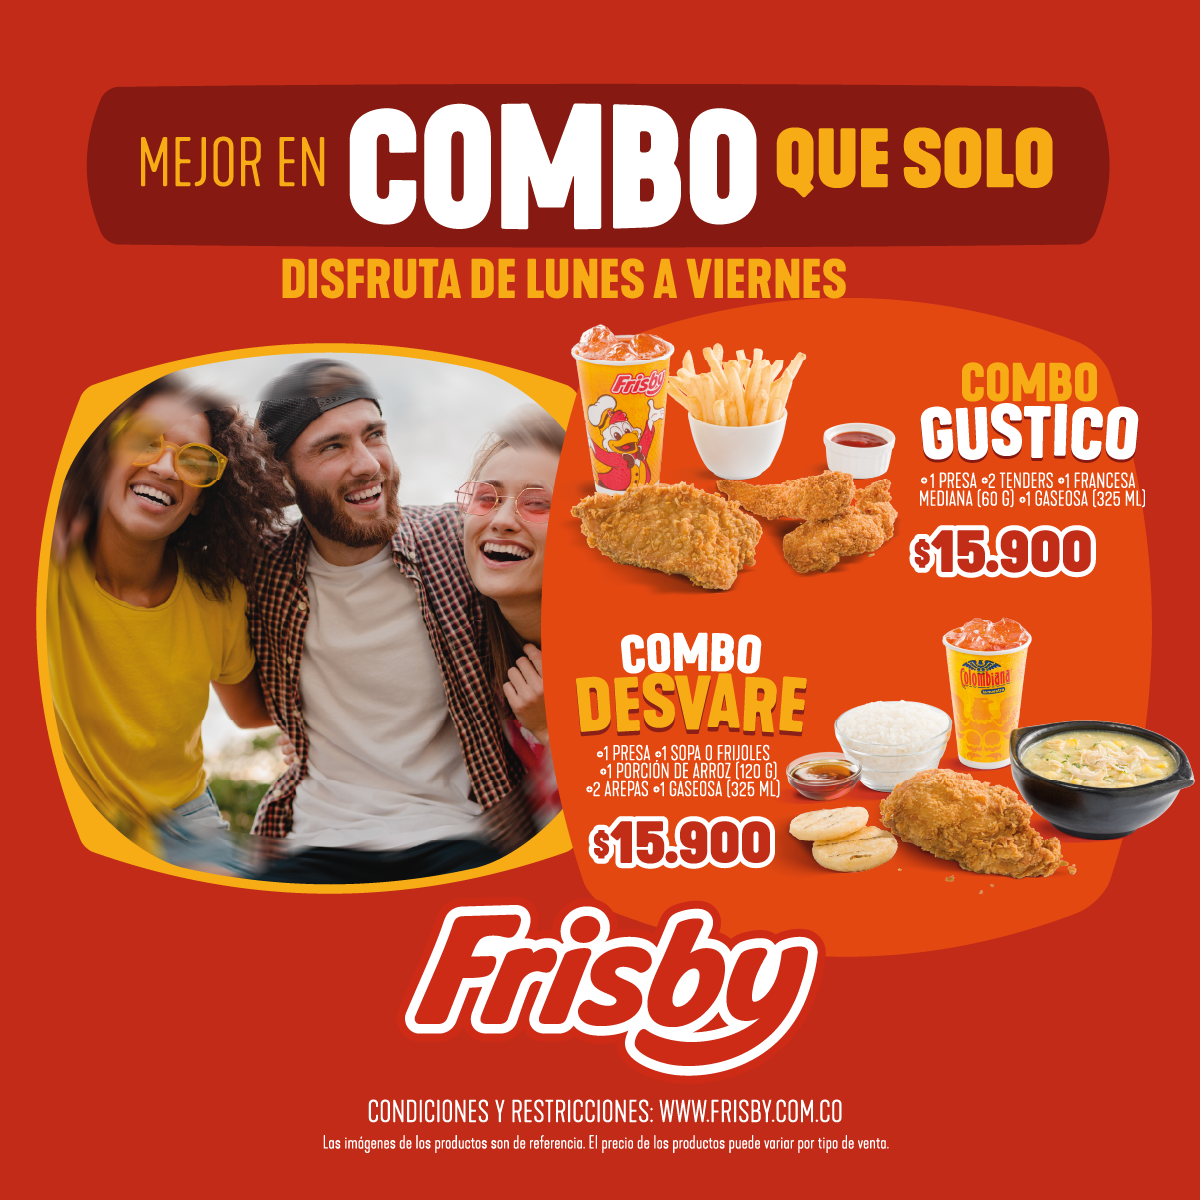 MEJOR EN COMBO QUE SOLO
DISFRUTA DE LUNES A VIERNES
Frisby
COMBO
GUSTICO
•1 PRESA •2 TENDERS •1 FRANCESA
MEDIANA (60 G) •1 GASEOSA (325 ML)
$15.900
COMBO
DESVARE
•1 PRESA •1 SOPA O FRIJOLES
•1 PORCIÓN DE ARROZ (120 G)
•2 AREPAS •1 GASEOSA (325 ML)
$15.900
Colombiana
Frisby
CONDICIONES Y RESTRICCIONES: WWW.FRISBY.COM.CO
Las imágenes de los productos son de referencia. El precio de los productos puede variar por tipo de venta.